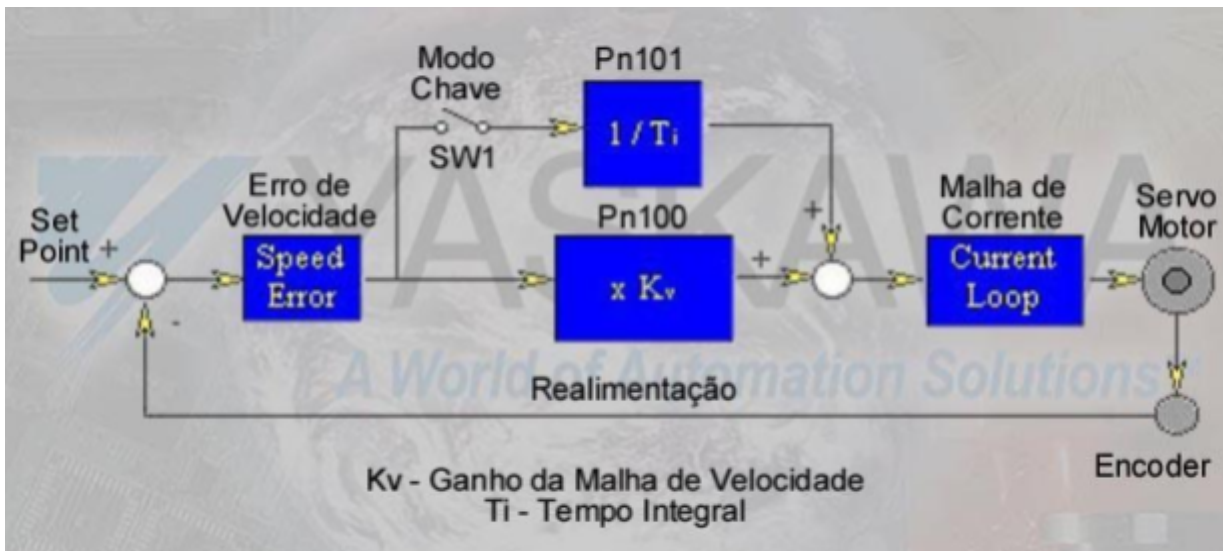 Modo
Chave
SW1
Pn101
1 / Ti
Erro de
Velocidade
Speed
Error
Set
Point
+
-
Pn100
x Kv
+
+
Malha de
Corrente
Current
Loop
Servo
Motor
YASKAWA
A World of Automation Solutions
Realimentação
Encoder
Kv - Ganho da Malha de Velocidade
Ti - Tempo Integral